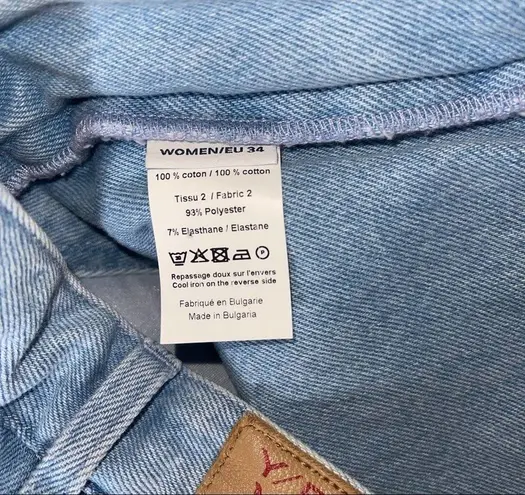 WOMEN/EU 34
100 % coton / 100 % cotton
Tissu 2 / Fabric 2
93% Polyester
7% Elasthane / Elastane
P
Repassage doux sur l'envers
Cool iron on the reverse side
Fabriqué en Bulgarie
Made in Bulgaria
Y/